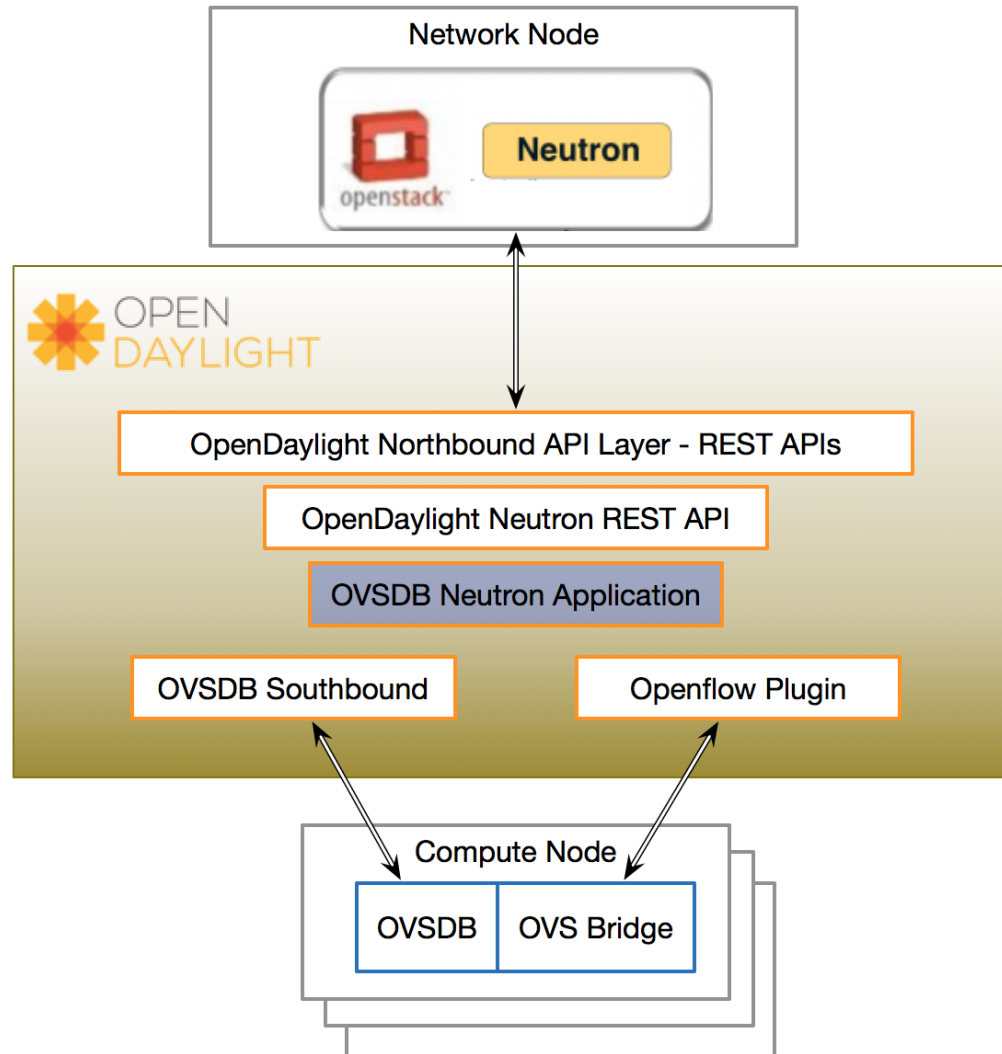 Network Node
openstack
Neutron
OPEN
DAYLIGHT
OpenDaylight Northbound API Layer - REST APIs
OpenDaylight Neutron REST API
OVSDB Neutron Application
OVSDB Southbound
Openflow Plugin
Compute Node
OVSDB
OVS Bridge